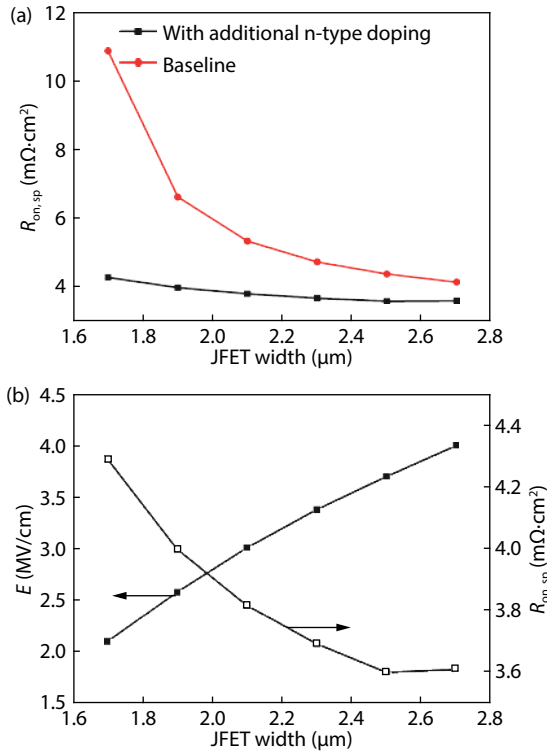 (a)
With additional n-type doping
Baseline
12
10
8
6
4
R on, sp (mΩ·cm²)
1.6 1.8 2.0 2.2 2.4 2.6 2.8
JFET width (μm)
(b)
4.5
4.0
3.5
3.0
2.5
2.0
1.5
E (MV/cm)
4.4
4.2
4.0
3.8
3.6
R on, sp (mΩ·cm²)
1.6 1.8 2.0 2.2 2.4 2.6 2.8
JFET width (μm)